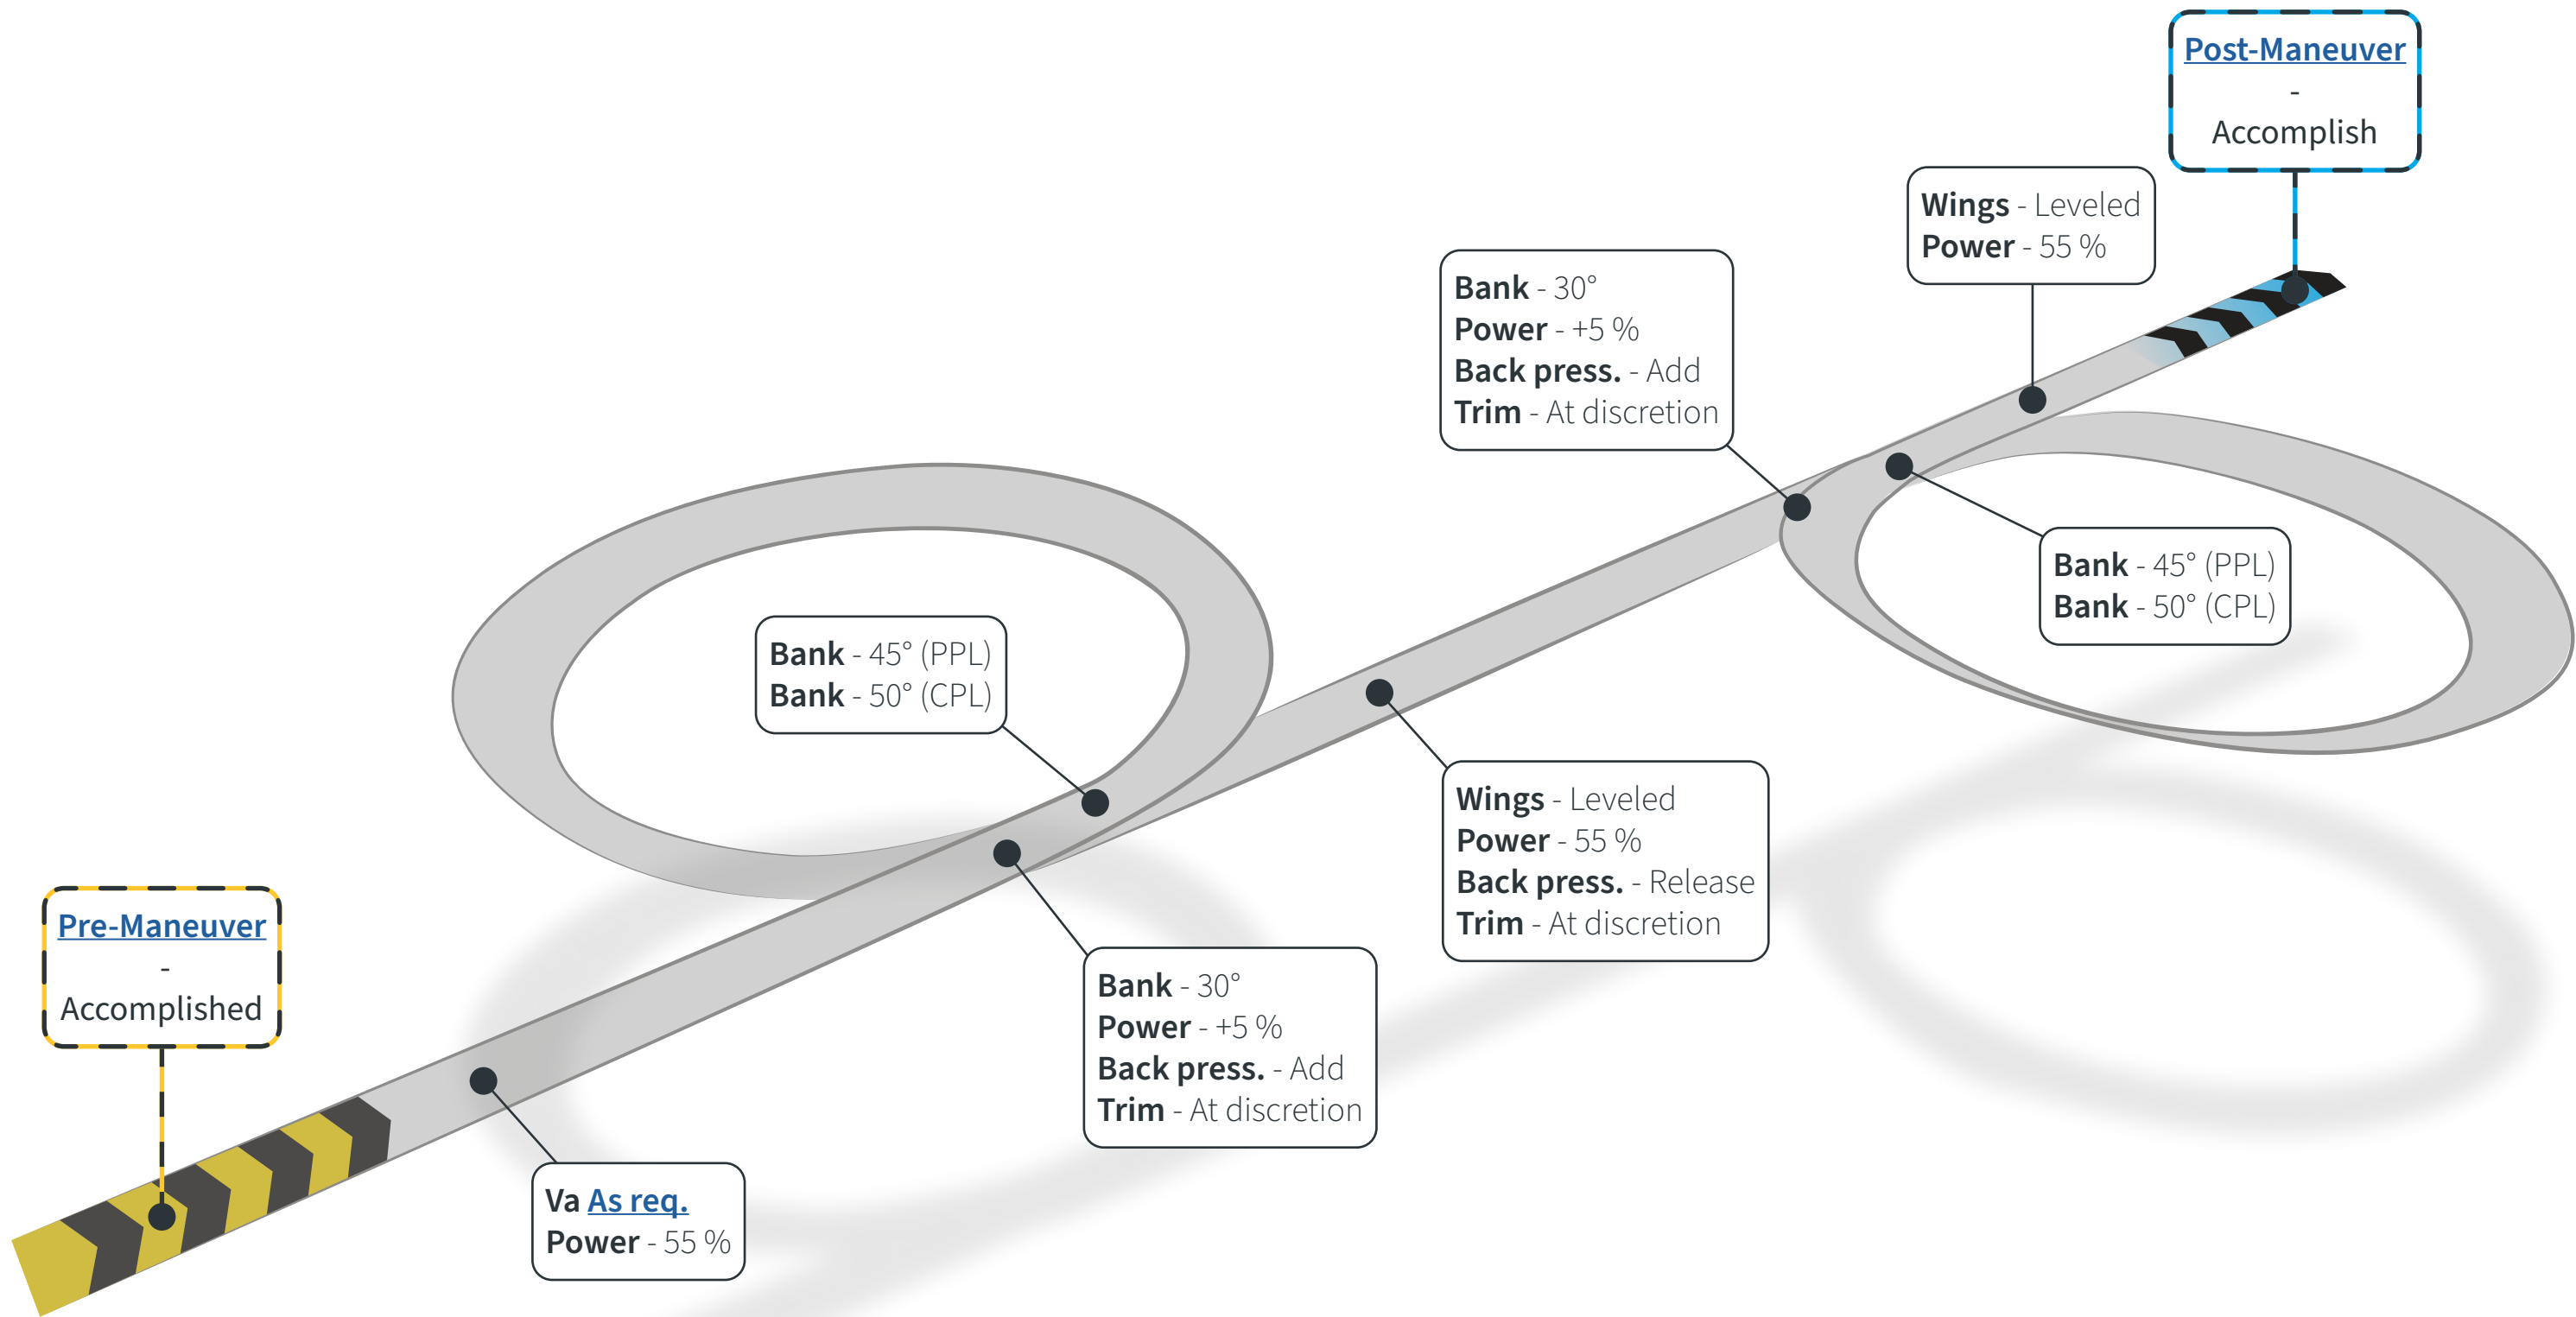 Pre-Maneuver
-
Accomplished
Va As req.
Power - 55 %
Bank - 30°
Power - +5 %
Back press. - Add
Trim - At discretion
Bank - 45° (PPL)
Bank - 50° (CPL)
Wings - Leveled
Power - 55 %
Back press. - Release
Trim - At discretion
Bank - 30°
Power - +5 %
Back press. - Add
Trim - At discretion
Bank - 45° (PPL)
Bank - 50° (CPL)
Wings - Leveled
Power - 55 %
Post-Maneuver
-
Accomplish